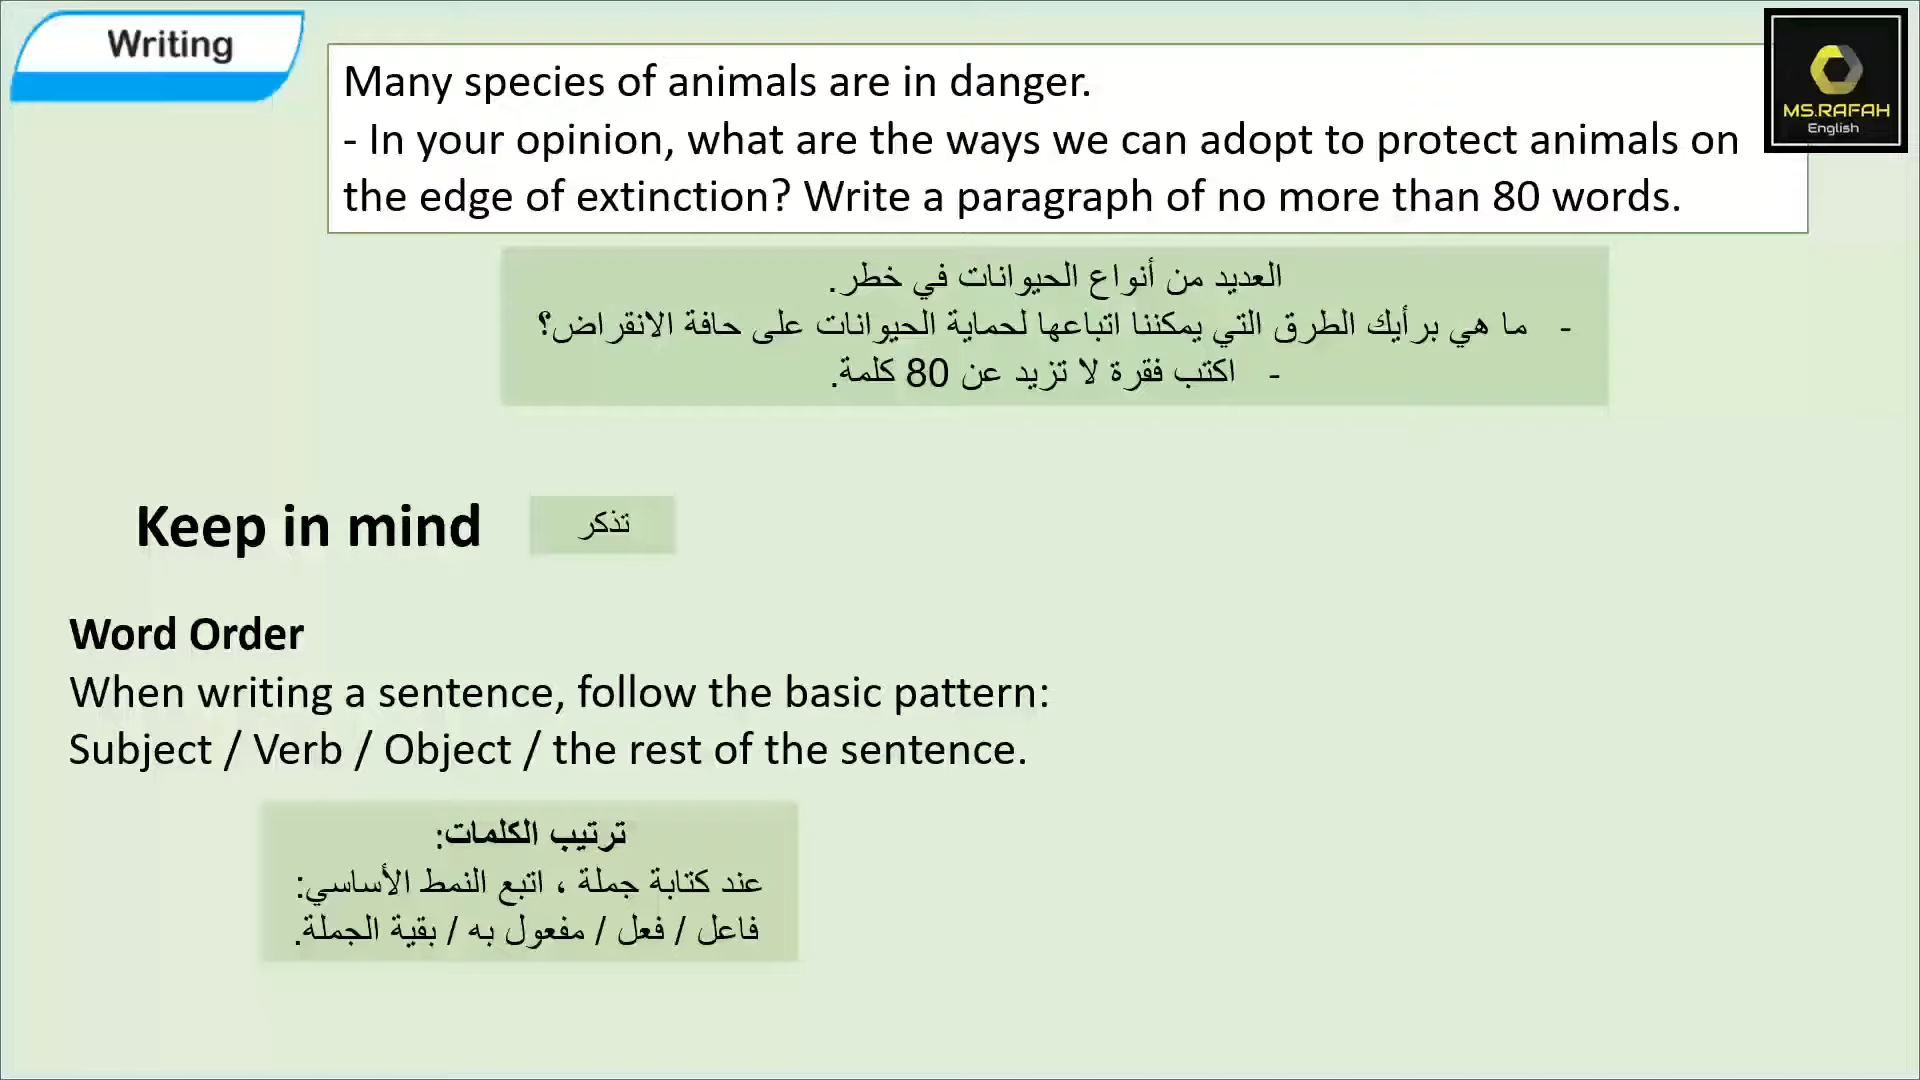 Writing
Many species of animals are in danger.
- In your opinion, what are the ways we can adopt to protect animals on
the edge of extinction? Write a paragraph of no more than 80 words.
MS.RAFAH
English
العديد من أنواع الحيوانات في خطر.
- ما هي برأيك الطرق التي يمكننا اتباعها لحماية الحيوانات على حافة الانقراض؟
- اكتب فقرة لا تزيد عن 80 كلمة.
Keep in mind
تذكر
Word Order
When writing a sentence, follow the basic pattern:
Subject / Verb / Object / the rest of the sentence.
ترتيب الكلمات:
عند كتابة جملة ، اتبع النمط الأساسي:
فاعل / فعل / مفعول به / بقية الجملة.